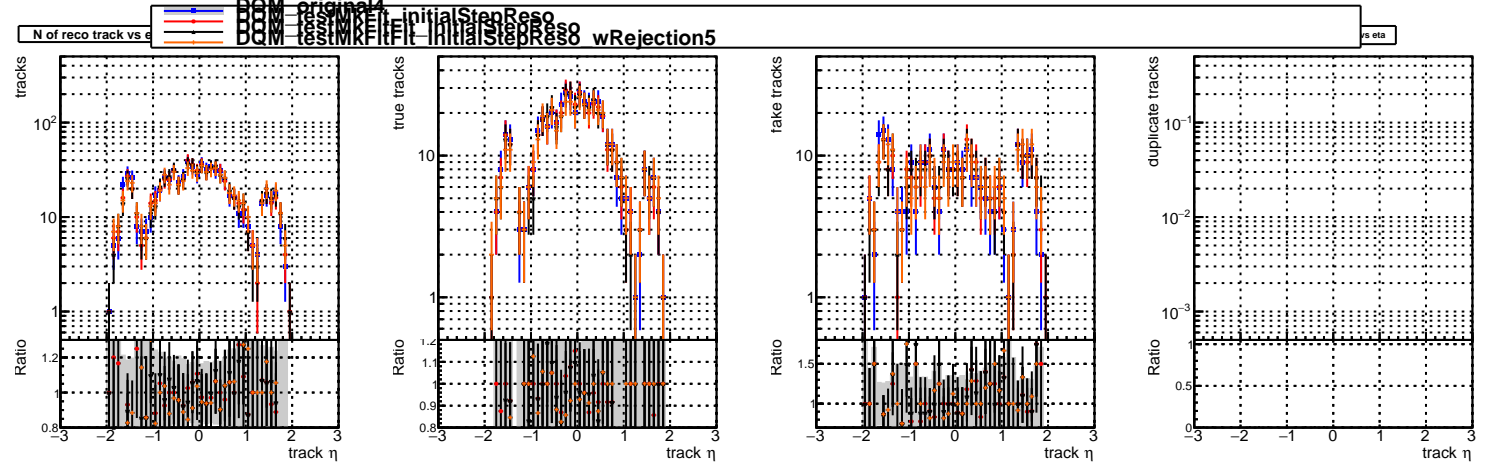 DQM_original4
DQM_testMkFit_initialStepReso
DQM_testMkFitFit_initialStepReso
DQM_testMkFitFit_initialStepReso_wRejection5
N of reco track vs e
vs eta
tracks
10²
10
1
Ratio
1.2
1
0.8
−3 −2 −1 0 1 2 3
track η
true tracks
10
1
Ratio
1.2
1.1
1
0.9
0.8
−3 −2 −1 0 1 2 3
track η
fake tracks
10
1
Ratio
1.5
1
−3 −2 −1 0 1 2 3
track η
duplicate tracks
10⁻¹
10⁻²
10⁻³
Ratio
1
0.5
0
−3 −2 −1 0 1 2 3
track η